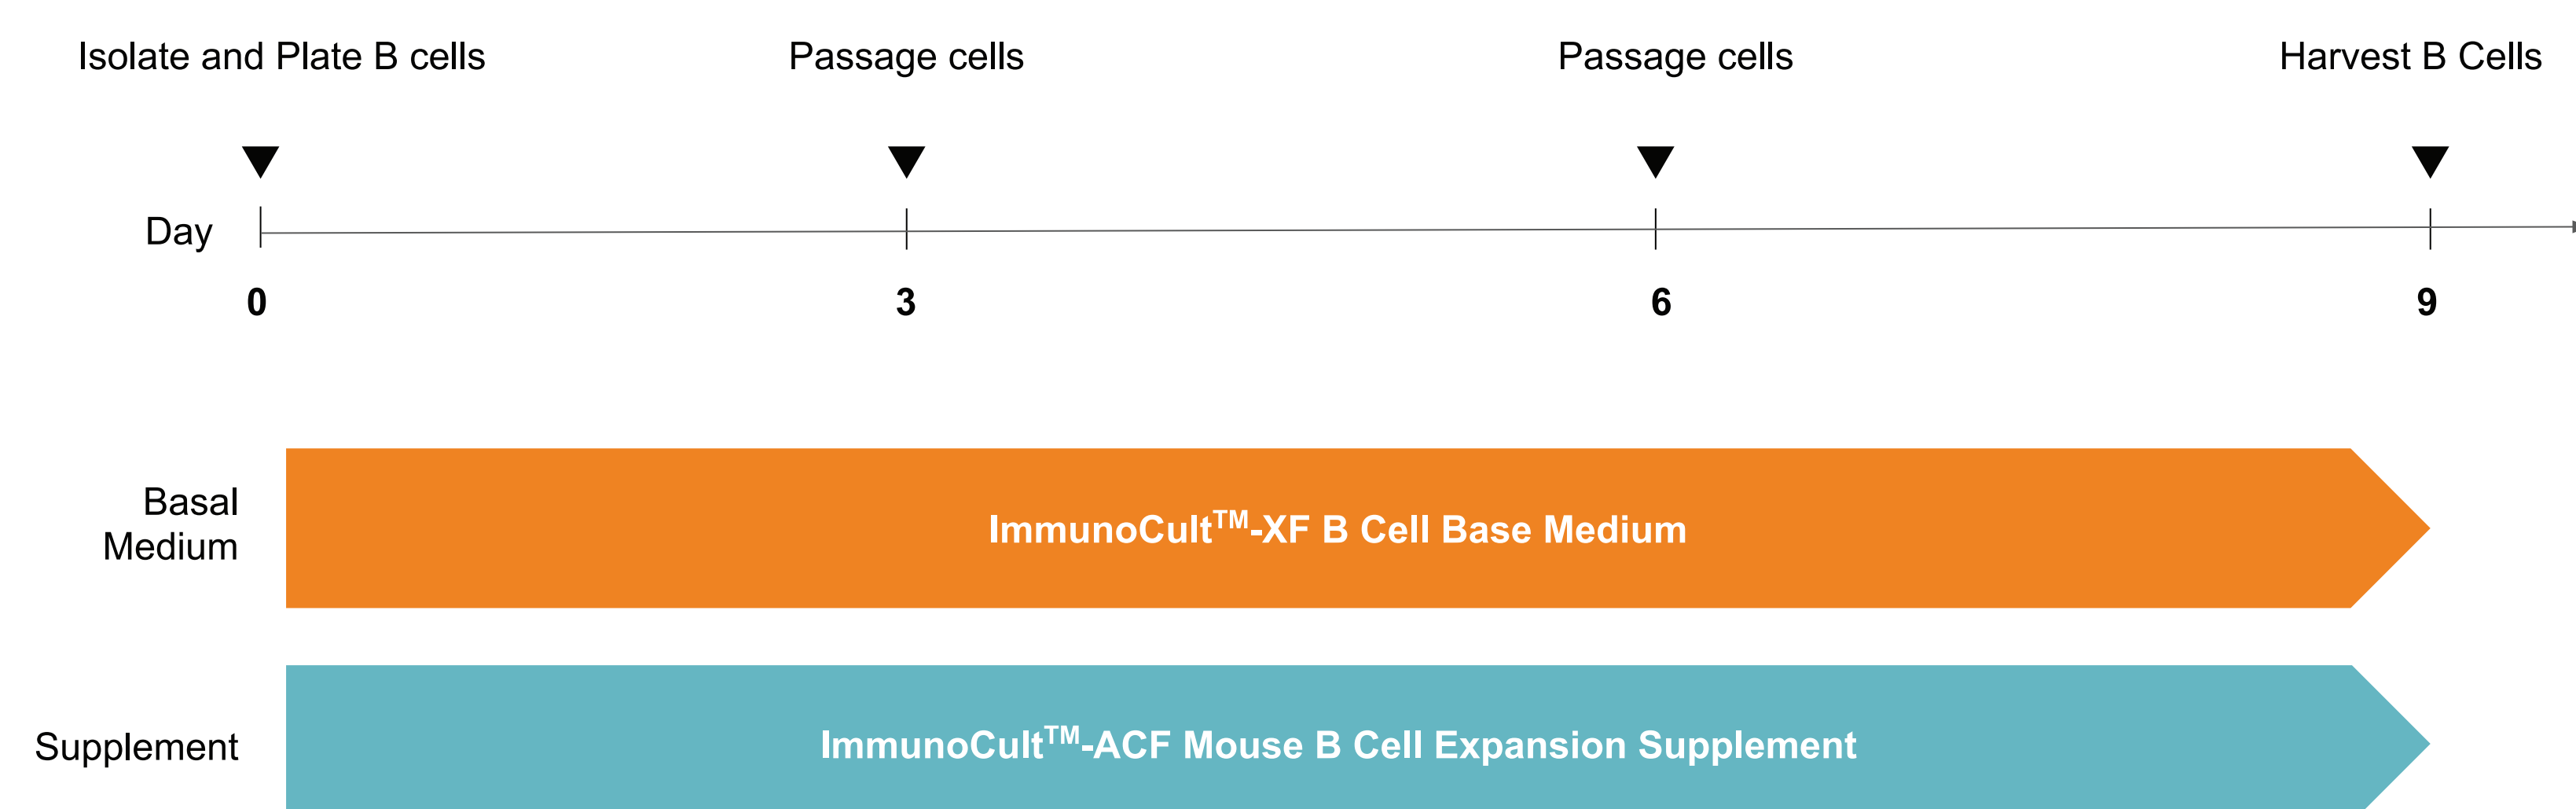 Isolate and Plate B cells
Passage cells
Passage cells
Harvest B Cells
Day
0
3
6
9
Basal
Medium
ImmunoCult™-XF B Cell Base Medium
Supplement
ImmunoCult™-ACF Mouse B Cell Expansion Supplement